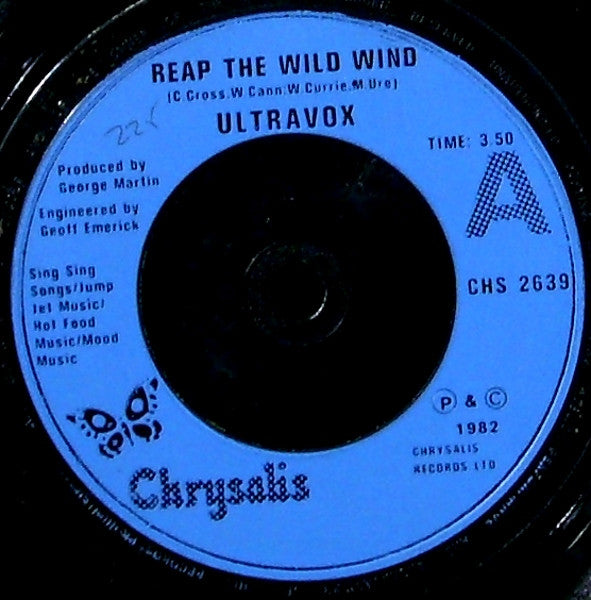 REAP THE WILD WIND
(C.Cross.W.Cann.W.Currie.M.Ure)
ULTRAVOX
225
TIME: 3.50
Produced by
George Martin
A
Engineered by
Geoff Emerick
Sing Sing
Songs/Jump
Jet Music/
Hot Food
Music/Mood
Music
CHS 2639
Ⓟ & ©
1982
CHRYSALIS
RECORDS LTD
Chrysalis